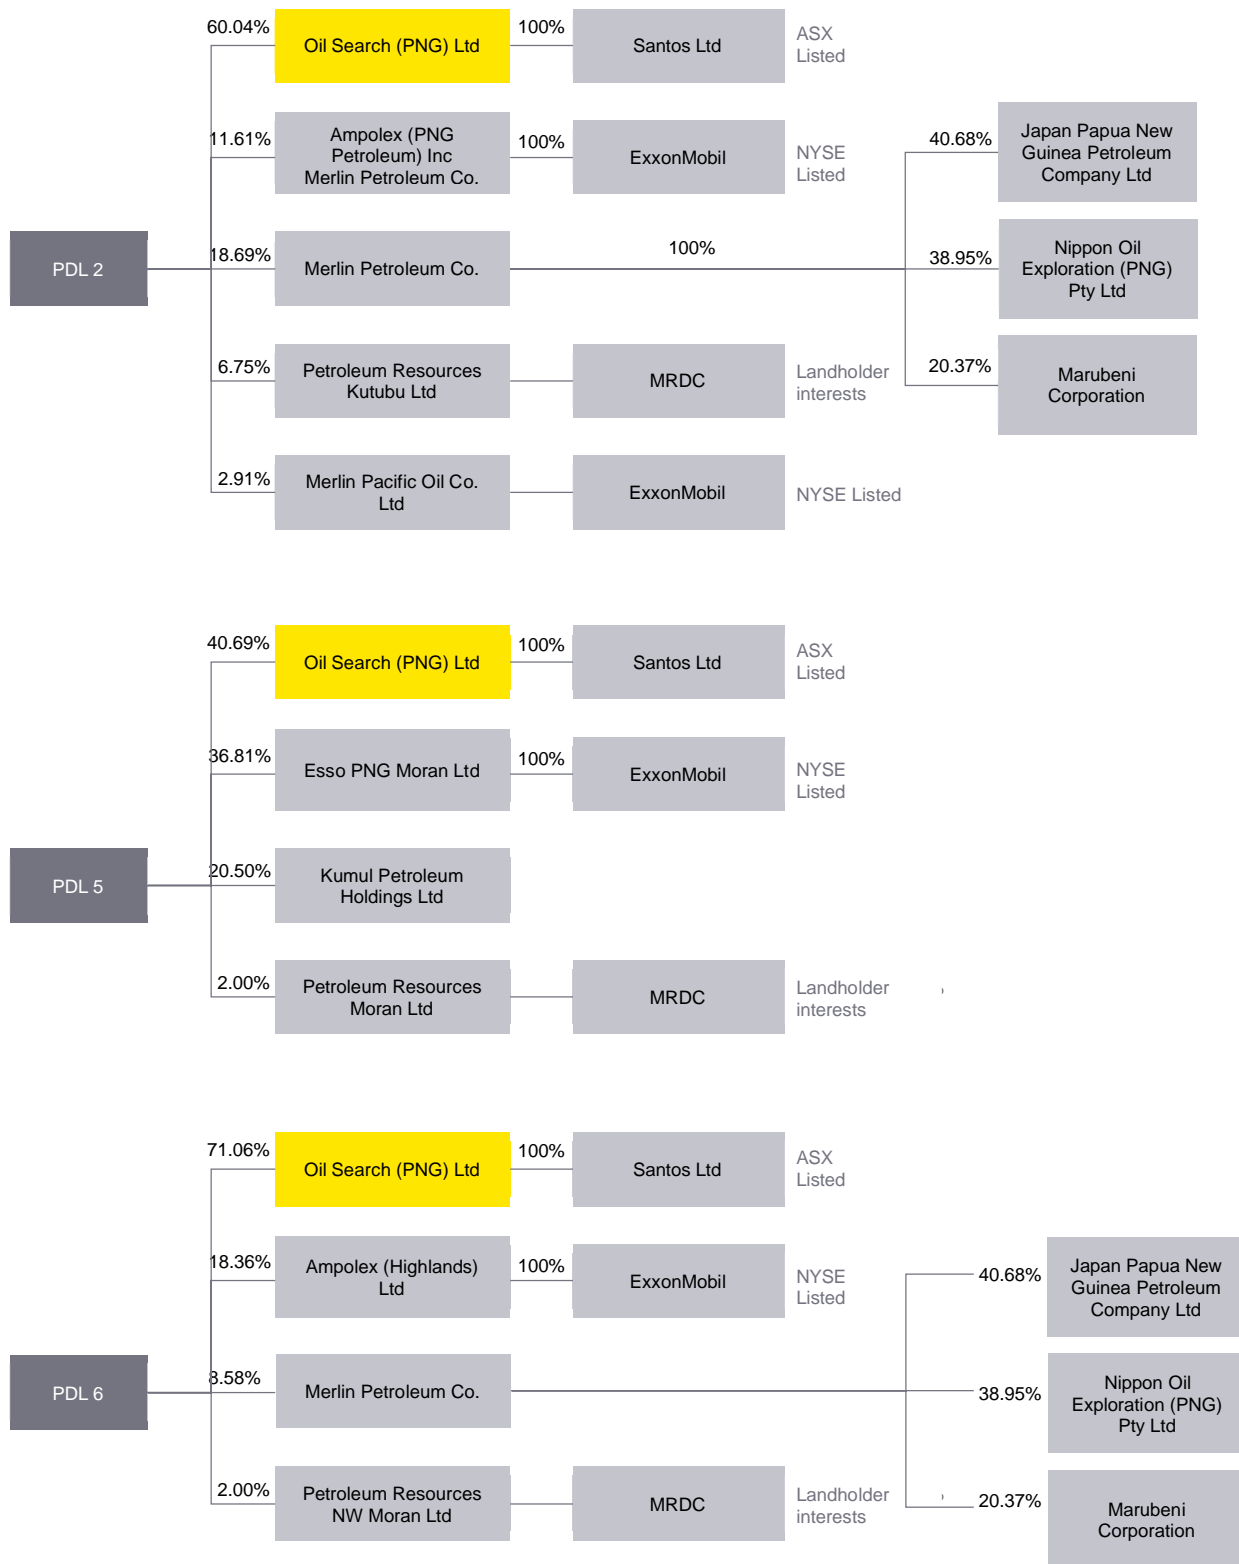 60.04%
Oil Search (PNG) Ltd
100%
Santos Ltd
ASX
Listed
11.61%
Ampolex (PNG
Petroleum) Inc
Merlin Petroleum Co.
100%
ExxonMobil
NYSE
Listed
40.68%
Japan Papua New
Guinea Petroleum
Company Ltd
PDL 2
18.69%
Merlin Petroleum Co.
100%
38.95%
Nippon Oil
Exploration (PNG)
Pty Ltd
6.75%
Petroleum Resources
Kutubu Ltd
MRDC
Landholder
interests
20.37%
Marubeni
Corporation
2.91%
Merlin Pacific Oil Co.
Ltd
ExxonMobil
NYSE Listed
40.69%
Oil Search (PNG) Ltd
100%
Santos Ltd
ASX
Listed
36.81%
Esso PNG Moran Ltd
100%
ExxonMobil
NYSE
Listed
PDL 5
20.50%
Kumul Petroleum
Holdings Ltd
2.00%
Petroleum Resources
Moran Ltd
MRDC
Landholder
interests
71.06%
Oil Search (PNG) Ltd
100%
Santos Ltd
ASX
Listed
18.36%
Ampolex (Highlands)
Ltd
100%
ExxonMobil
NYSE
Listed
40.68%
Japan Papua New
Guinea Petroleum
Company Ltd
PDL 6
8.58%
Merlin Petroleum Co.
38.95%
Nippon Oil
Exploration (PNG)
Pty Ltd
2.00%
Petroleum Resources
NW Moran Ltd
MRDC
Landholder
interests
20.37%
Marubeni
Corporation